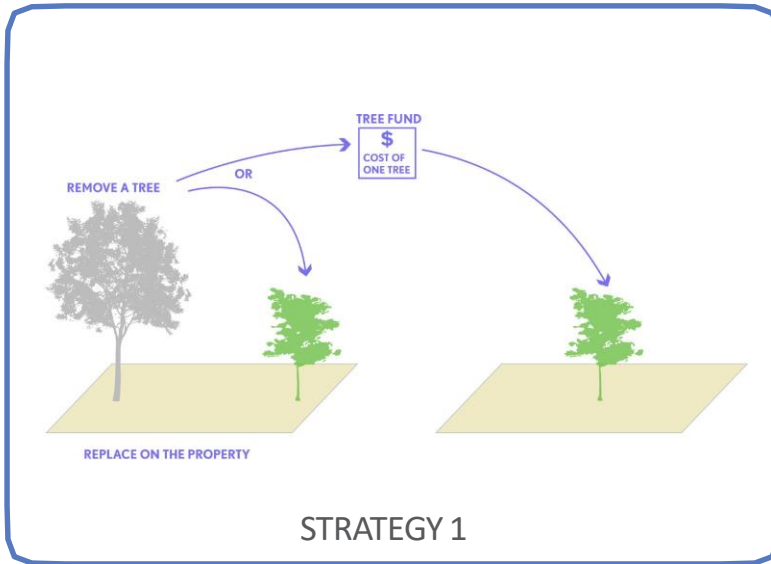 TREE FUND
$
COST OF
ONE TREE
OR
REMOVE A TREE
REPLACE ON THE PROPERTY
STRATEGY 1